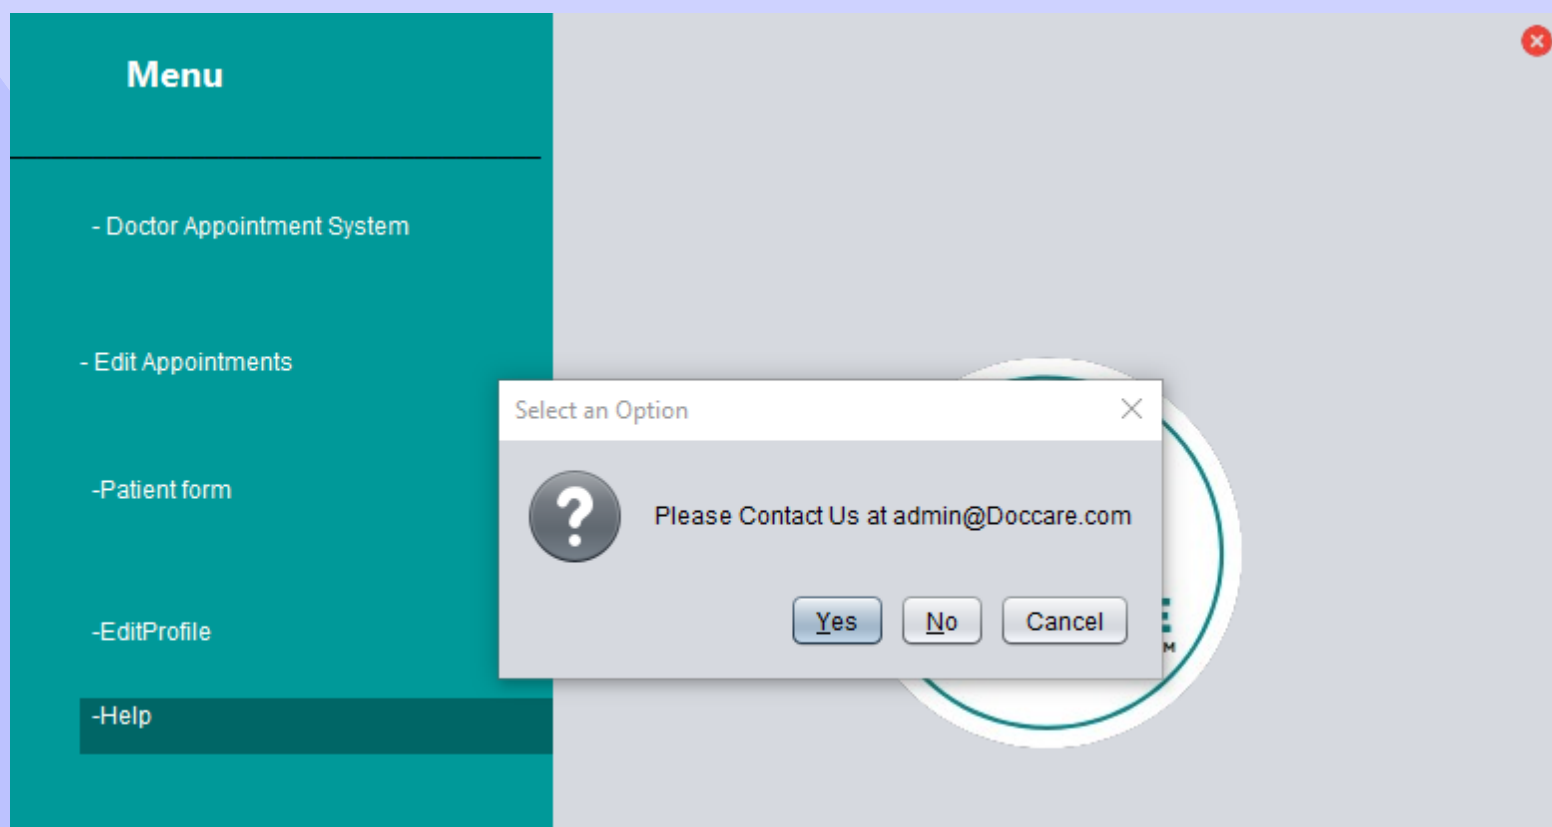 Menu
- Doctor Appointment System
- Edit Appointments
-Patient form
-EditProfile
-Help
Select an Option
Please Contact Us at admin@Doccare.com
Yes
No
Cancel
E
M